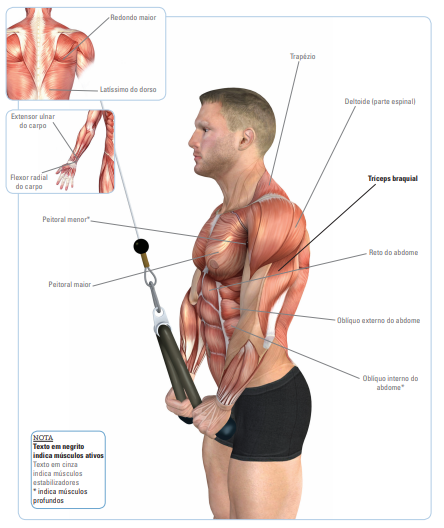 Redondo maior
Latíssimo do dorso
Extensor ulnar
do carpo
Flexor radial
do carpo
Trapézio
Deltoide (parte espinal)
Tríceps braquial
Peitoral menor*
Reto do abdome
Peitoral maior
Oblíquo externo do abdome
Oblíquo interno do
abdome*
NOTA
Texto em negrito
indica músculos ativos
Texto em cinza
indica músculos
estabilizadores
* indica músculos
profundos